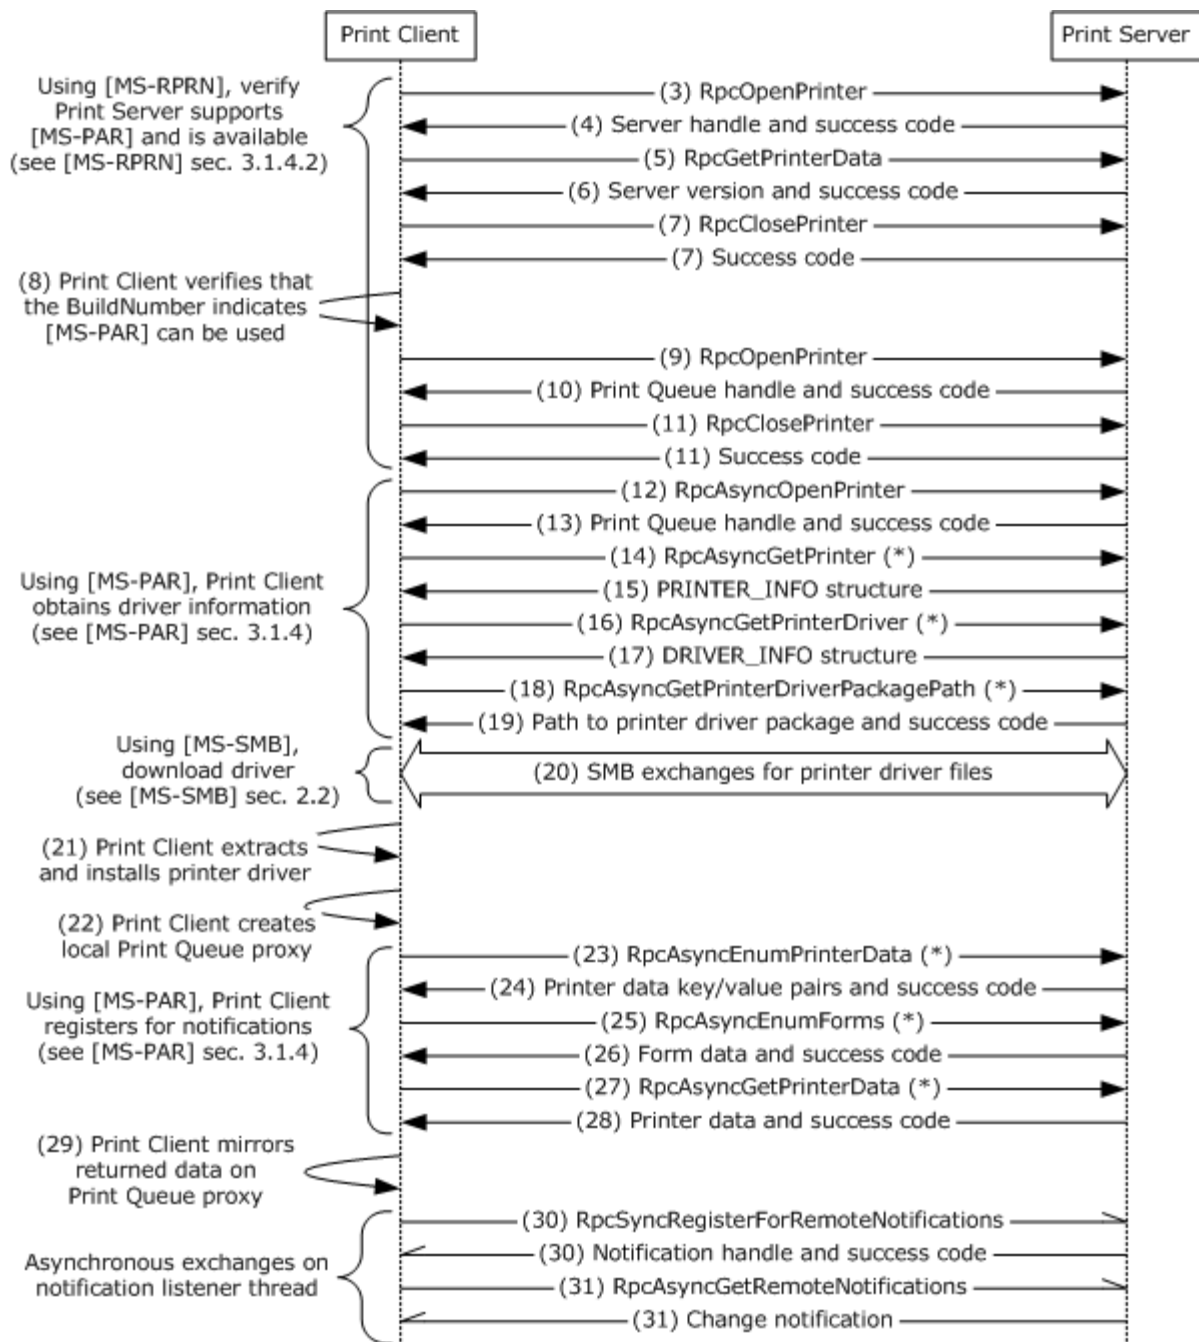 Print Client
Print Server
Using [MS-RPRN], verify
Print Server supports
[MS-PAR] and is available
(see [MS-RPRN] sec. 3.1.4.2)
(3) RpcOpenPrinter
(4) Server handle and success code
(5) RpcGetPrinterData
(6) Server version and success code
(7) RpcClosePrinter
(7) Success code
(8) Print Client verifies that
the BuildNumber indicates
[MS-PAR] can be used
(9) RpcOpenPrinter
(10) Print Queue handle and success code
(11) RpcClosePrinter
(11) Success code
(12) RpcAsyncOpenPrinter
(13) Print Queue handle and success code
(14) RpcAsyncGetPrinter (*)
Using [MS-PAR], Print Client
obtains driver information
(see [MS-PAR] sec. 3.1.4)
(15) PRINTER_INFO structure
(16) RpcAsyncGetPrinterDriver (*)
(17) DRIVER_INFO structure
(18) RpcAsyncGetPrinterDriverPackagePath (*)
(19) Path to printer driver package and success code
Using [MS-SMB],
download driver
(see [MS-SMB] sec. 2.2)
(20) SMB exchanges for printer driver files
(21) Print Client extracts
and installs printer driver
(22) Print Client creates
local Print Queue proxy
(23) RpcAsyncEnumPrinterData (*)
(24) Printer data key/value pairs and success code
Using [MS-PAR], Print Client
registers for notifications
(see [MS-PAR] sec. 3.1.4)
(25) RpcAsyncEnumForms (*)
(26) Form data and success code
(27) RpcAsyncGetPrinterData (*)
(28) Printer data and success code
(29) Print Client mirrors
returned data on
Print Queue proxy
(30) RpcSyncRegisterForRemoteNotifications
(30) Notification handle and success code
Asynchronous exchanges on
notification listener thread
(31) RpcAsyncGetRemoteNotifications
(31) Change notification